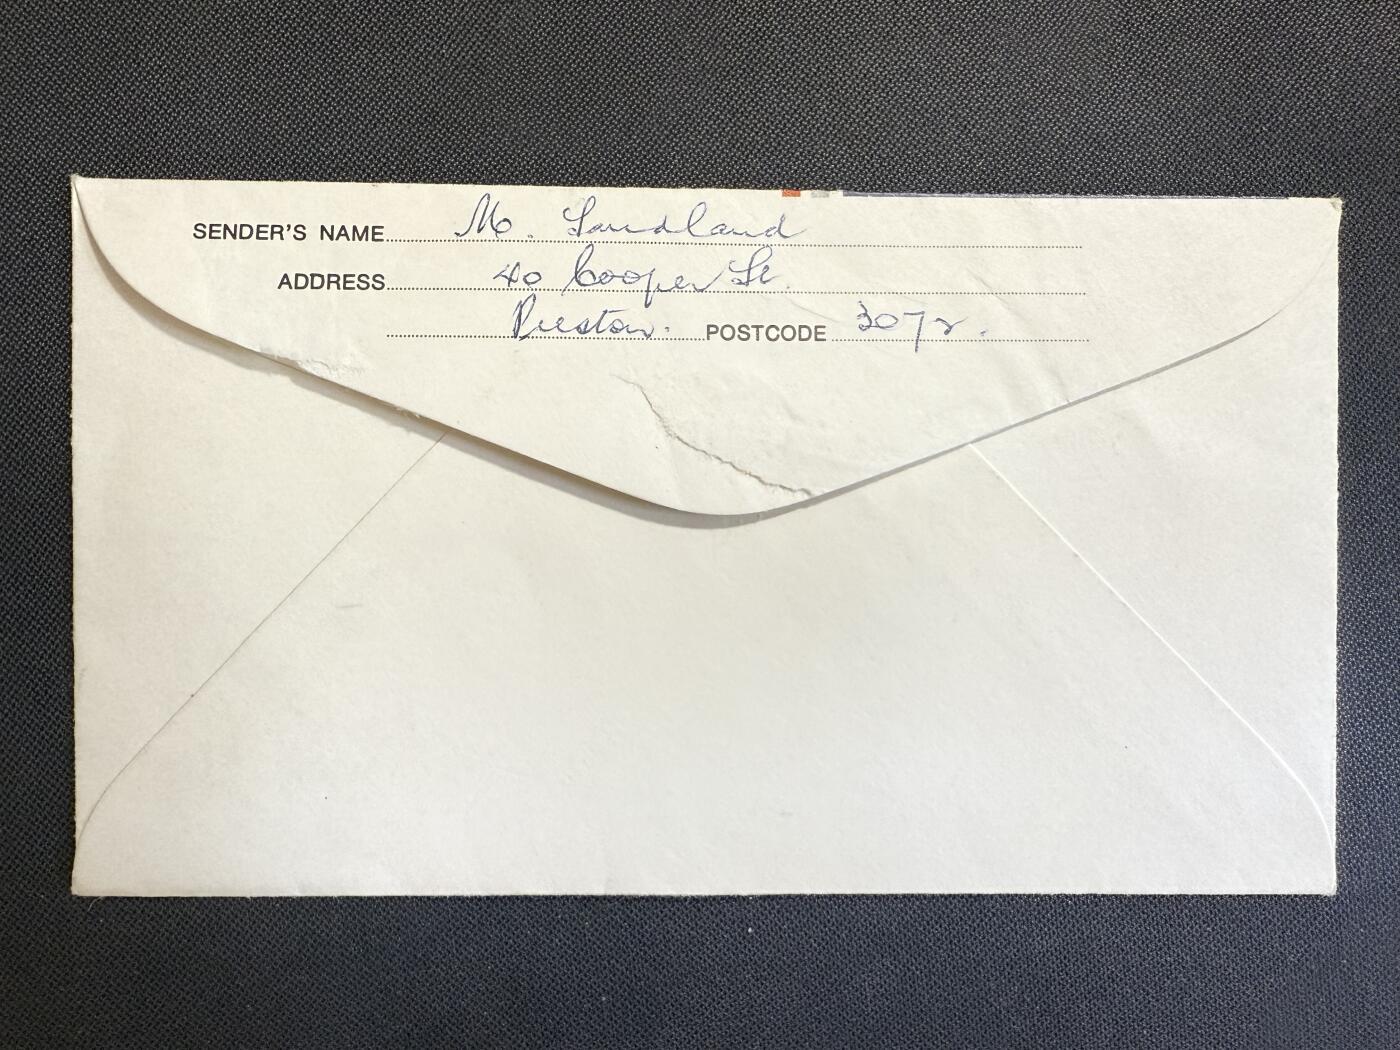 SENDER'S NAME M. Sandland
ADDRESS 40 Cooper St.
Preston. POSTCODE 3072.